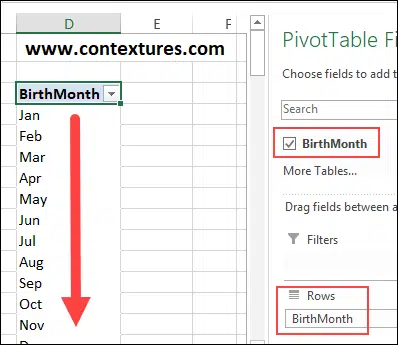 D
E
F
www.contextures.com
BirthMonth
Jan
Feb
Mar
Apr
May
Jun
Jul
Aug
Sep
Oct
Nov
PivotTable Fi
Choose fields to add t
Search
BirthMonth
More Tables...
Drag fields between a
Filters
Rows
BirthMonth